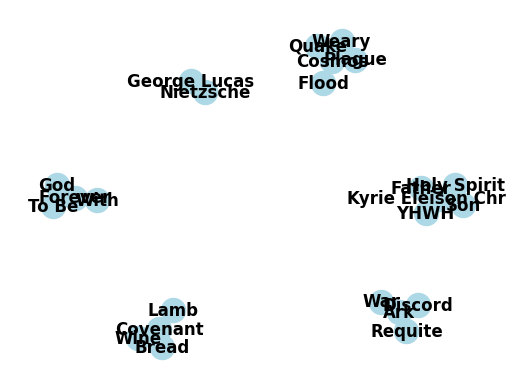 Weary
Quake
Plague
Cosmos
Flood
George Lucas
Nietzsche
God
Forever
With
To Be
Holy Spirit
Father
Kyrie Eleison Chr
Son
YHWH
Lamb
Covenant
Wine
Bread
War
Discord
Ark
Requite